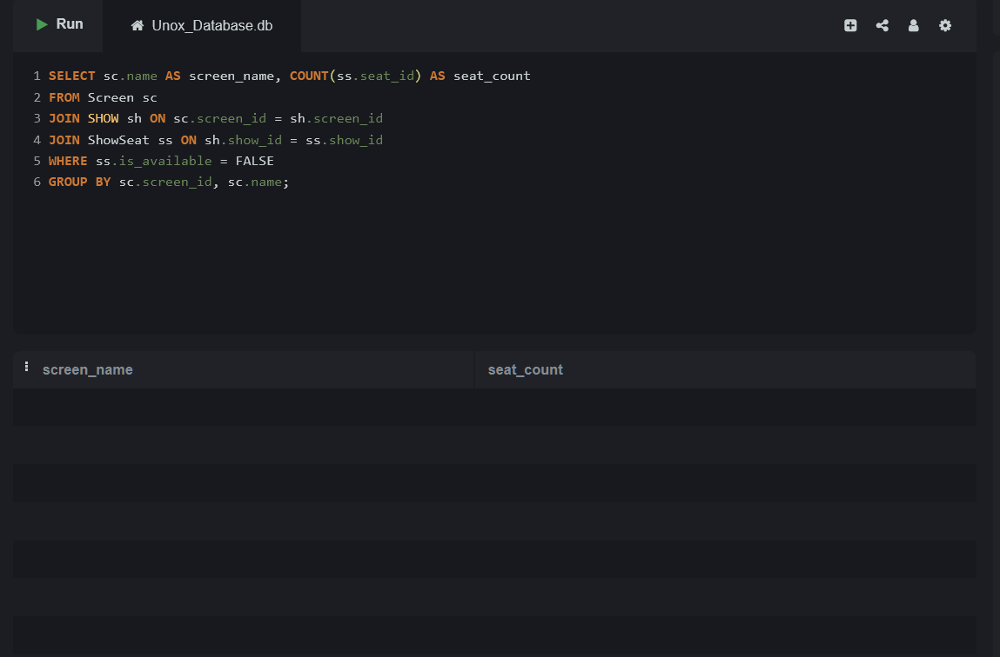 Run
Unox_Database.db
1 SELECT sc.name AS screen_name, COUNT(ss.seat_id) AS seat_count
2 FROM Screen sc
3 JOIN SHOW sh ON sc.screen_id = sh.screen_id
4 JOIN ShowSeat ss ON sh.show_id = ss.show_id
5 WHERE ss.is_available = FALSE
6 GROUP BY sc.screen_id, sc.name;
screen_name seat_count